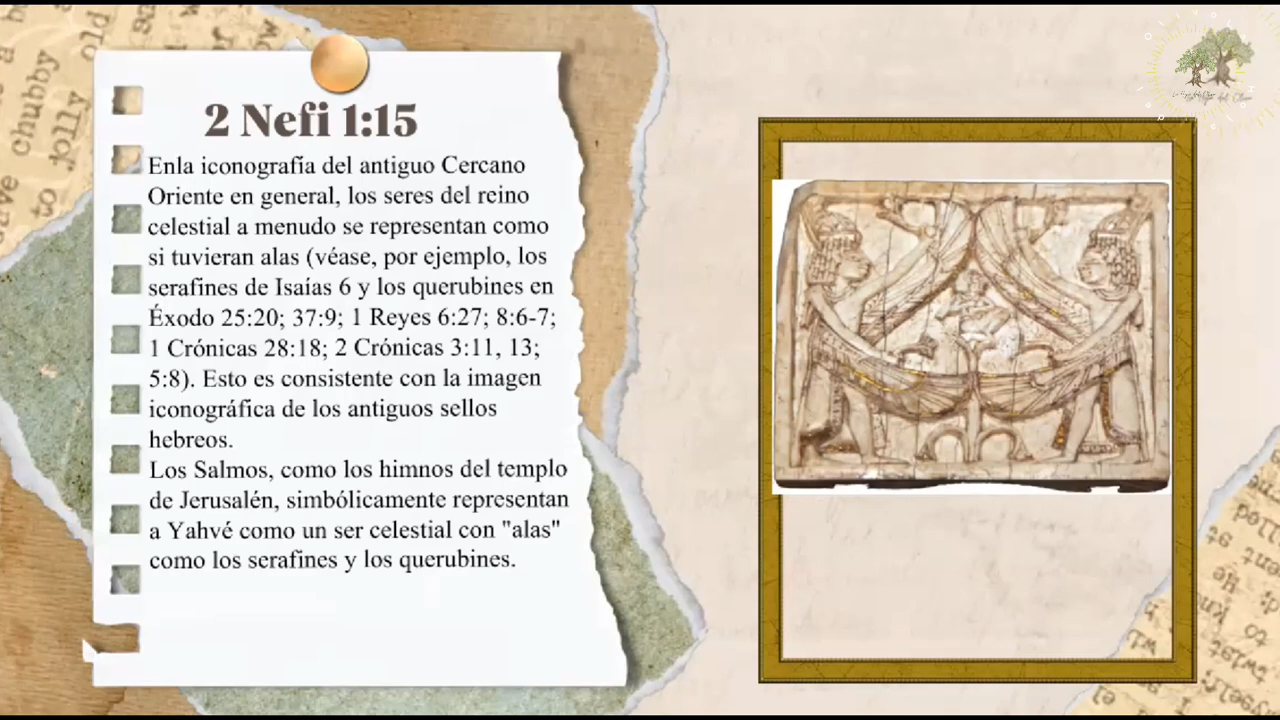 2 Nefi 1:15
Enla iconografía del antiguo Cercano
Oriente en general, los seres del reino
celestial a menudo se representan como
si tuvieran alas (véase, por ejemplo, los
serafines de Isaías 6 y los querubines en
Éxodo 25:20; 37:9; 1 Reyes 6:27; 8:6-7;
1 Crónicas 28:18; 2 Crónicas 3:11, 13;
5:8). Esto es consistente con la imagen
iconográfica de los antiguos sellos
hebreos.
Los Salmos, como los himnos del templo
de Jerusalén, simbólicamente representan
a Yahvé como un ser celestial con "alas"
como los serafines y los querubines.
chubby
jolly
old
to